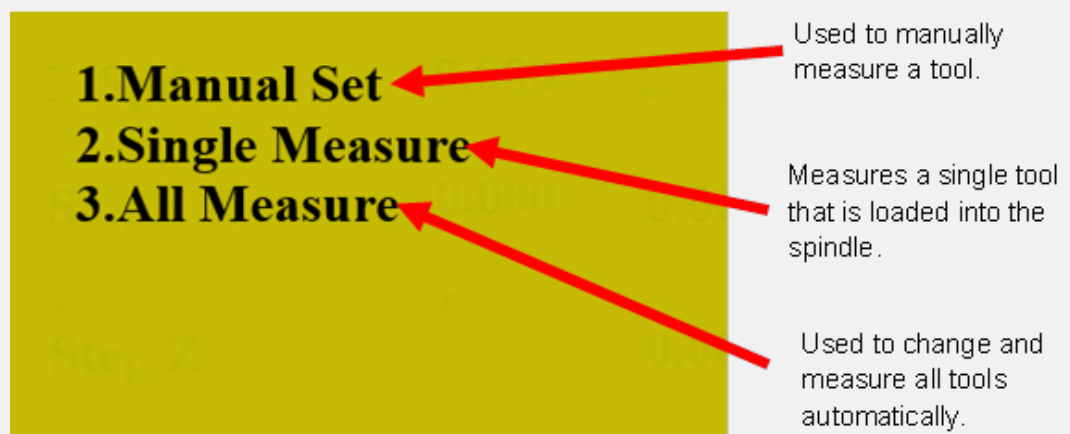 1.Manual Set
2.Single Measure
3.All Measure
Step Z
Used to manually
measure a tool.
Measures a single tool
that is loaded into the
spindle.
Used to change and
measure all tools
automatically.